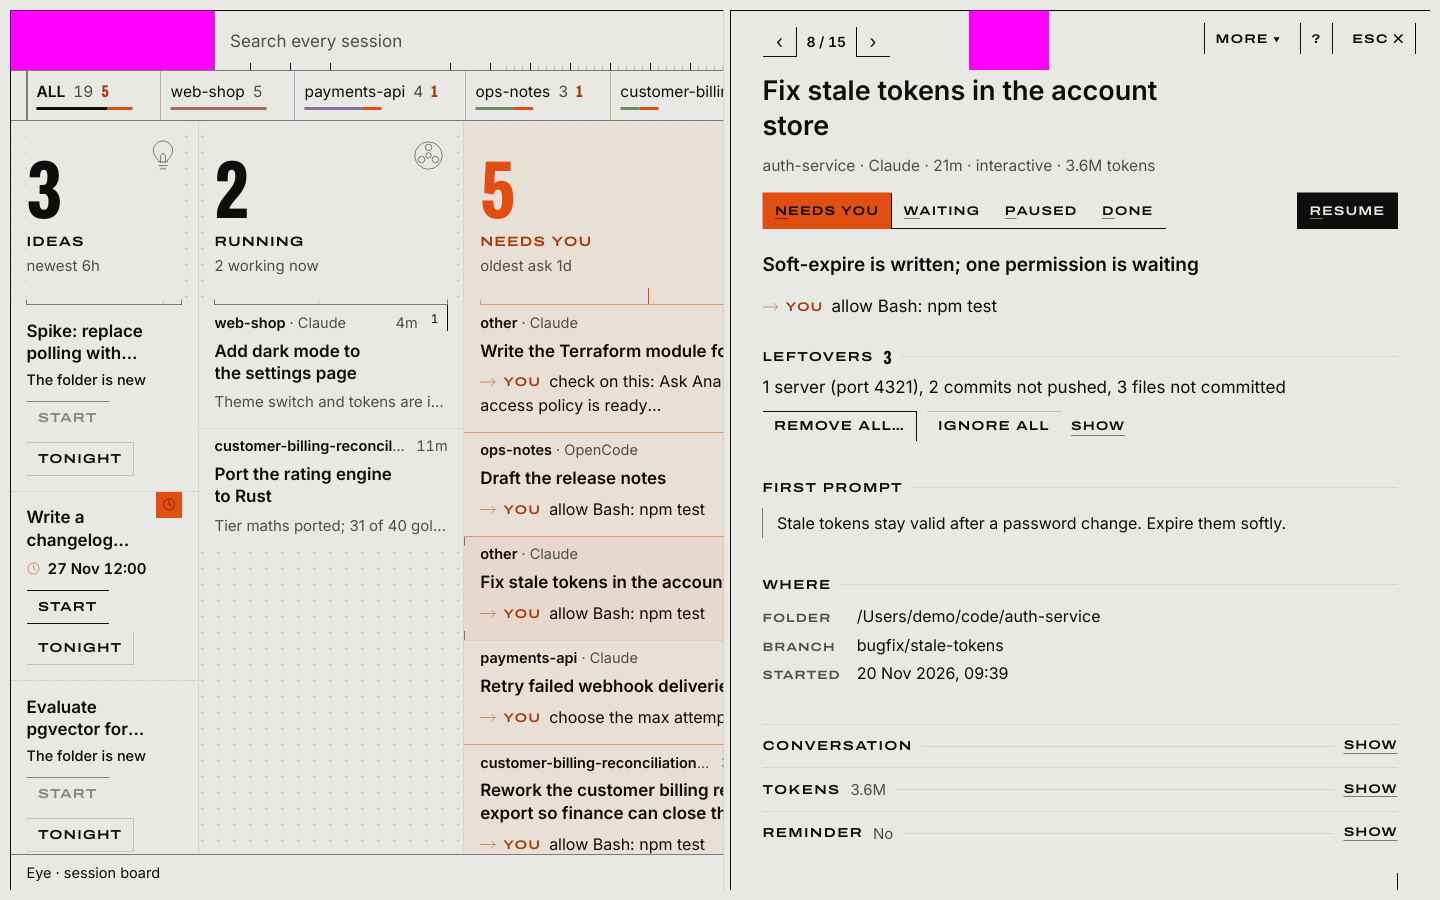 Search every session
ALL 19 5
web-shop 5
payments-api 4 1
ops-notes 3 1
3
IDEAS
newest 6h
Spike: replace
polling with…
The folder is new
START
TONIGHT
Write a
changelog…
27 Nov 12:00
START
TONIGHT
Evaluate
pgvector for…
The folder is new
START
TONIGHT
2
RUNNING
2 working now
web-shop · Claude 4m 1
Add dark mode to
the settings page
Theme switch and tokens are i…
customer-billing-reconcil… 11m
Port the rating engine
to Rust
Tier maths ported; 31 of 40 gol…
5
NEEDS YOU
oldest ask 1d
other · Claude
Write the Terraform module
→ YOU check on this: Ask Ana
access policy is ready…
ops-notes · OpenCode
Draft the release notes
→ YOU allow Bash: npm test
other · Claude
Fix stale tokens in the
→ YOU allow Bash: npm test
payments-api · Claude
Retry failed webhook
→ YOU choose the max
customer-billing-reconciliation…
Rework the customer billing
export so finance can close
→ YOU allow Bash: npm test
Eye · session board
‹ 8 / 15 ›
MORE ▾ ? ESC ✕
Fix stale tokens in the account
store
auth-service · Claude · 21m · interactive · 3.6M tokens
NEEDS YOU WAITING PAUSED DONE RESUME
Soft-expire is written; one permission is waiting
→ YOU allow Bash: npm test
LEFTOVERS 3
1 server (port 4321), 2 commits not pushed, 3 files not committed
REMOVE ALL… IGNORE ALL SHOW
FIRST PROMPT
Stale tokens stay valid after a password change. Expire them softly.
WHERE
FOLDER /Users/demo/code/auth-service
BRANCH bugfix/stale-tokens
STARTED 20 Nov 2026, 09:39
CONVERSATION SHOW
TOKENS 3.6M SHOW
REMINDER No SHOW